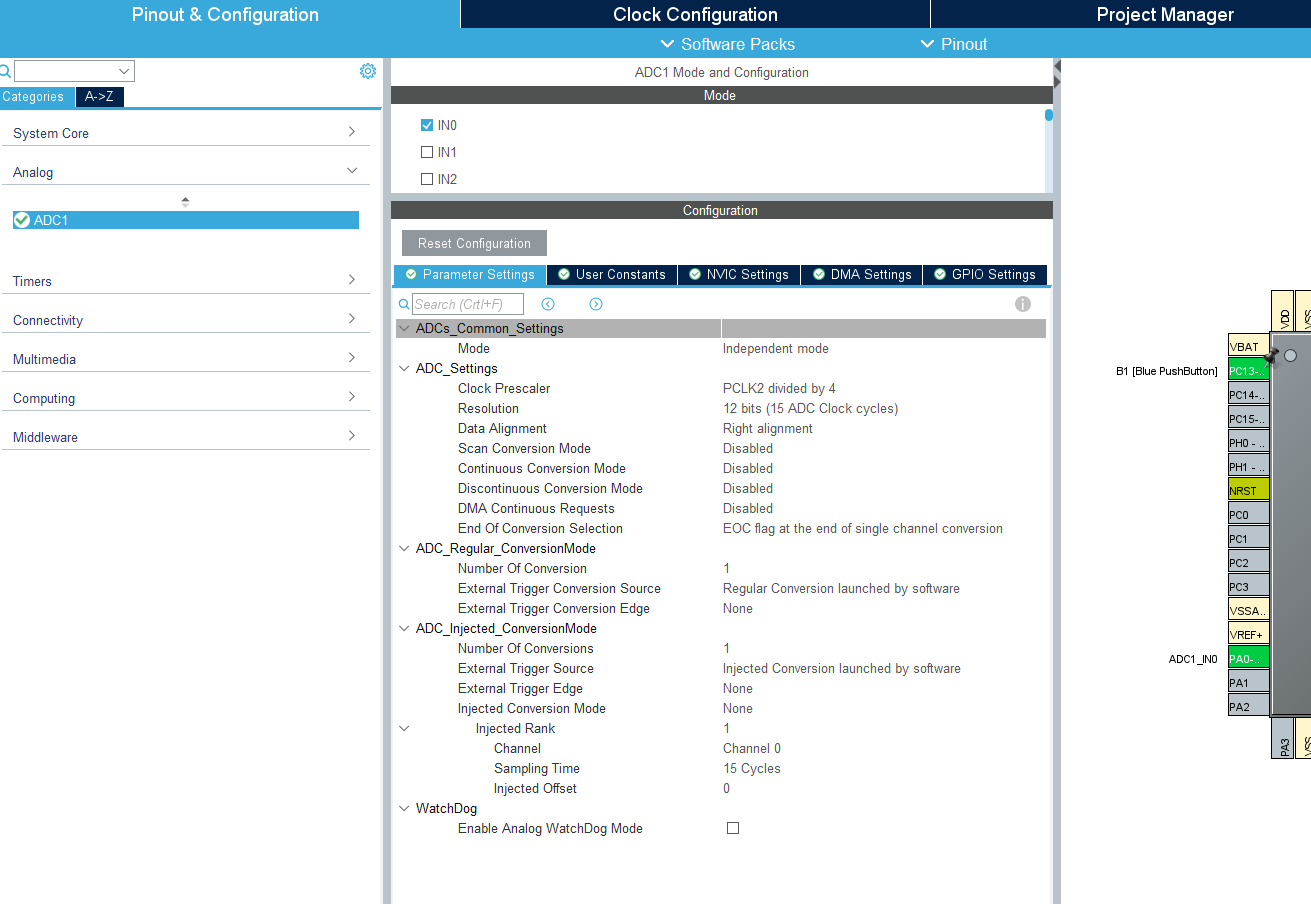 Pinout & Configuration
Clock Configuration
Project Manager
Software Packs
Pinout
Categories
A->Z
System Core
Analog
ADC1
Timers
Connectivity
Multimedia
Computing
Middleware
ADC1 Mode and Configuration
Mode
IN0
IN1
IN2
Configuration
Reset Configuration
Parameter Settings
User Constants
NVIC Settings
DMA Settings
GPIO Settings
Search (Crtl+F)
ADCs_Common_Settings
Mode Independent mode
ADC_Settings
Clock Prescaler PCLK2 divided by 4
Resolution 12 bits (15 ADC Clock cycles)
Data Alignment Right alignment
Scan Conversion Mode Disabled
Continuous Conversion Mode Disabled
Discontinuous Conversion Mode Disabled
DMA Continuous Requests Disabled
End Of Conversion Selection EOC flag at the end of single channel conversion
ADC_Regular_ConversionMode
Number Of Conversion 1
External Trigger Conversion Source Regular Conversion launched by software
External Trigger Conversion Edge None
ADC_Injected_ConversionMode
Number Of Conversions 1
External Trigger Source Injected Conversion launched by software
External Trigger Edge None
Injected Conversion Mode None
Injected Rank 1
Channel Channel 0
Sampling Time 15 Cycles
Injected Offset 0
WatchDog
Enable Analog WatchDog Mode
VDD
VSS
VBAT
B1 [Blue PushButton] PC13-..
PC14-..
PC15-..
PH0 - ..
PH1 - ..
NRST
PC0
PC1
PC2
PC3
VSSA..
VREF+
ADC1_IN0 PA0-..
PA1
PA2
PA3
VSS